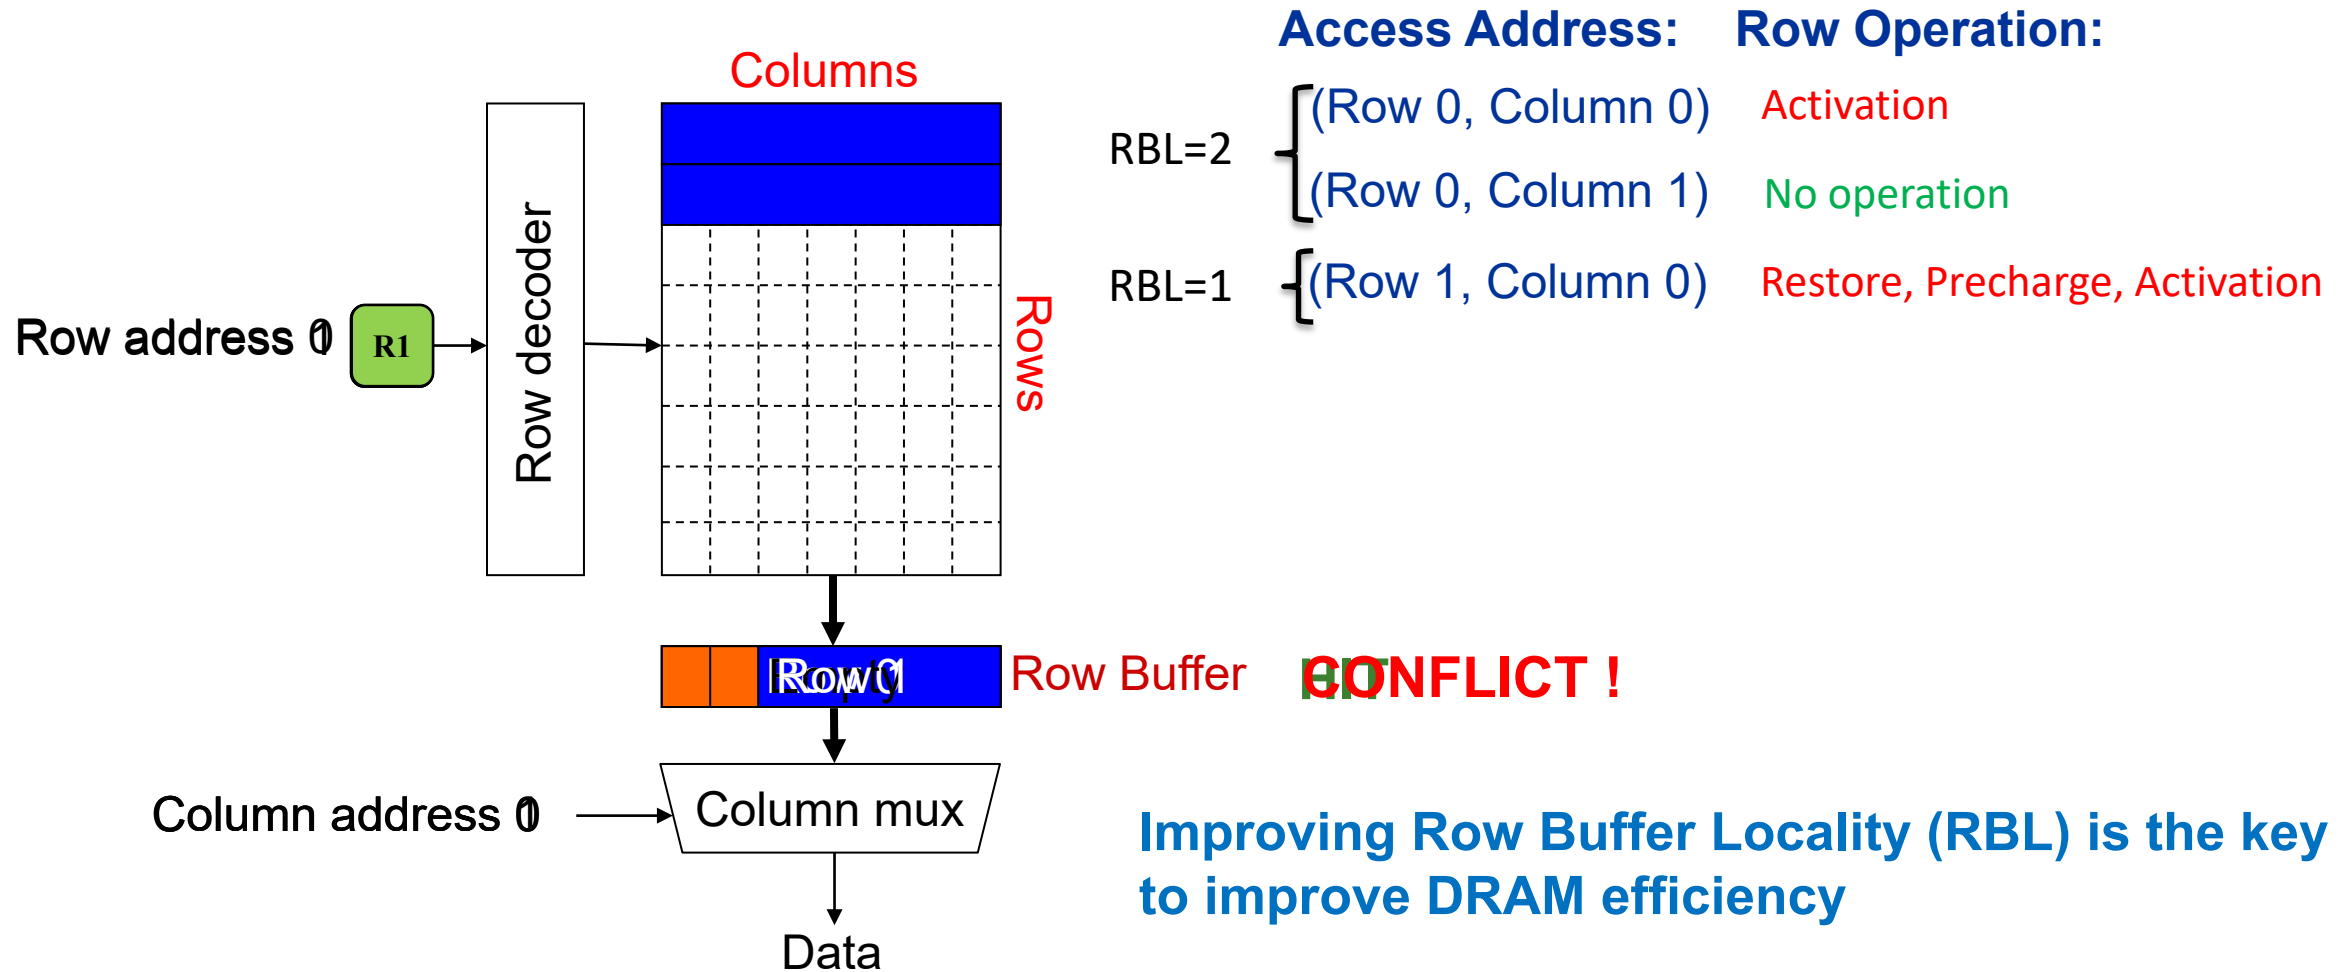 Access Address: Row Operation:
Columns
RBL=2
(Row 0, Column 0) Activation
(Row 0, Column 1) No operation
RBL=1
(Row 1, Column 0) Restore, Precharge, Activation
Row address
R1
Row decoder
Rows
Row
Row Buffer
CONFLICT !
Column address
Column mux
Improving Row Buffer Locality (RBL) is the key
to improve DRAM efficiency
Data